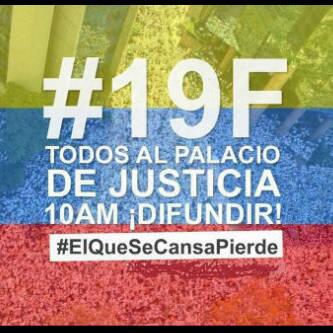 #19F
TODOS AL PALACIO
DE JUSTICIA
10AM ¡DIFUNDIR!
#ElQueSeCansaPierde